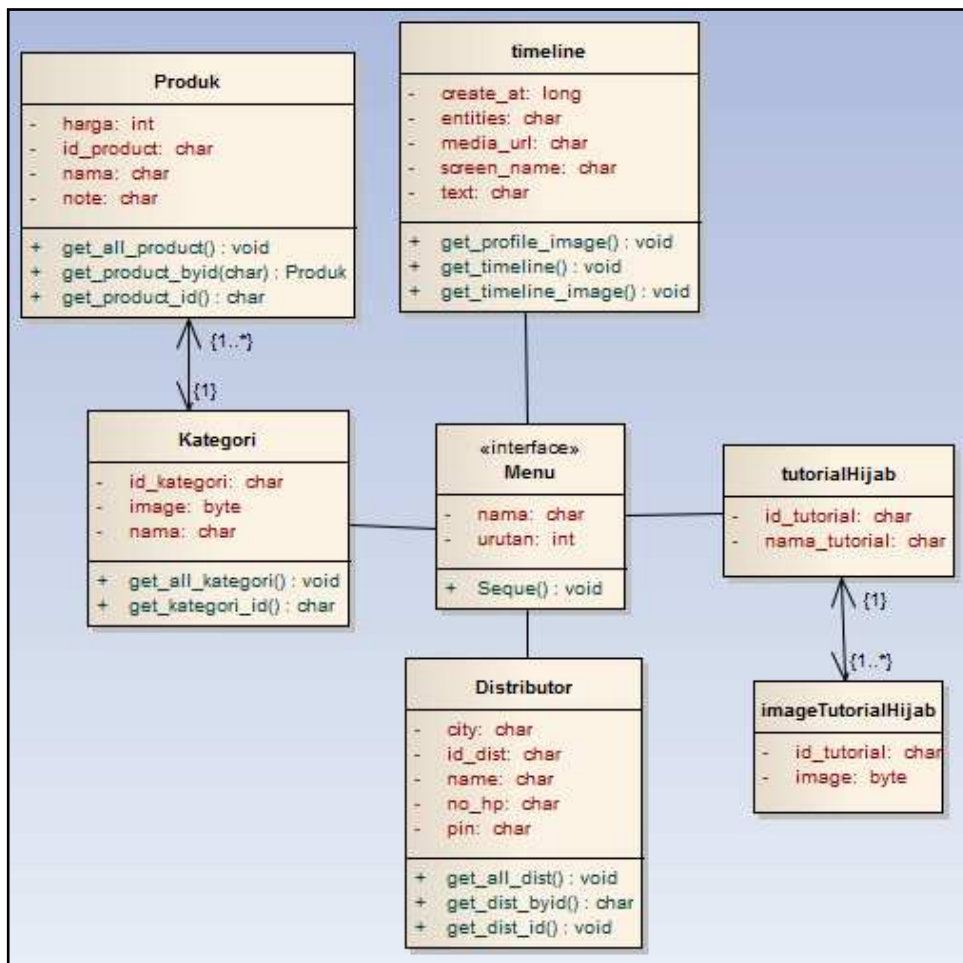 Produk
- harga: int
- id_product: char
- nama: char
- note: char
+ get_all_product() : void
+ get_product_byid(char) : Produk
+ get_product_id() : char
timeline
- create_at: long
- entities: char
- media_url: char
- screen_name: char
- text: char
+ get_profile_image() : void
+ get_timeline() : void
+ get_timeline_image() : void
{1..*}
{1}
Kategori
- id_kategori: char
- image: byte
- nama: char
+ get_all_kategori() : void
+ get_kategori_id() : char
«interface»
Menu
- nama: char
- urutan: int
+ Seque() : void
tutorialHijab
- id_tutorial: char
- nama_tutorial: char
{1}
{1..*}
imageTutorialHijab
- id_tutorial: char
- image: byte
Distributor
- city: char
- id_dist: char
- name: char
- no_hp: char
- pin: char
+ get_all_dist() : void
+ get_dist_byid() : char
+ get_dist_id() : void